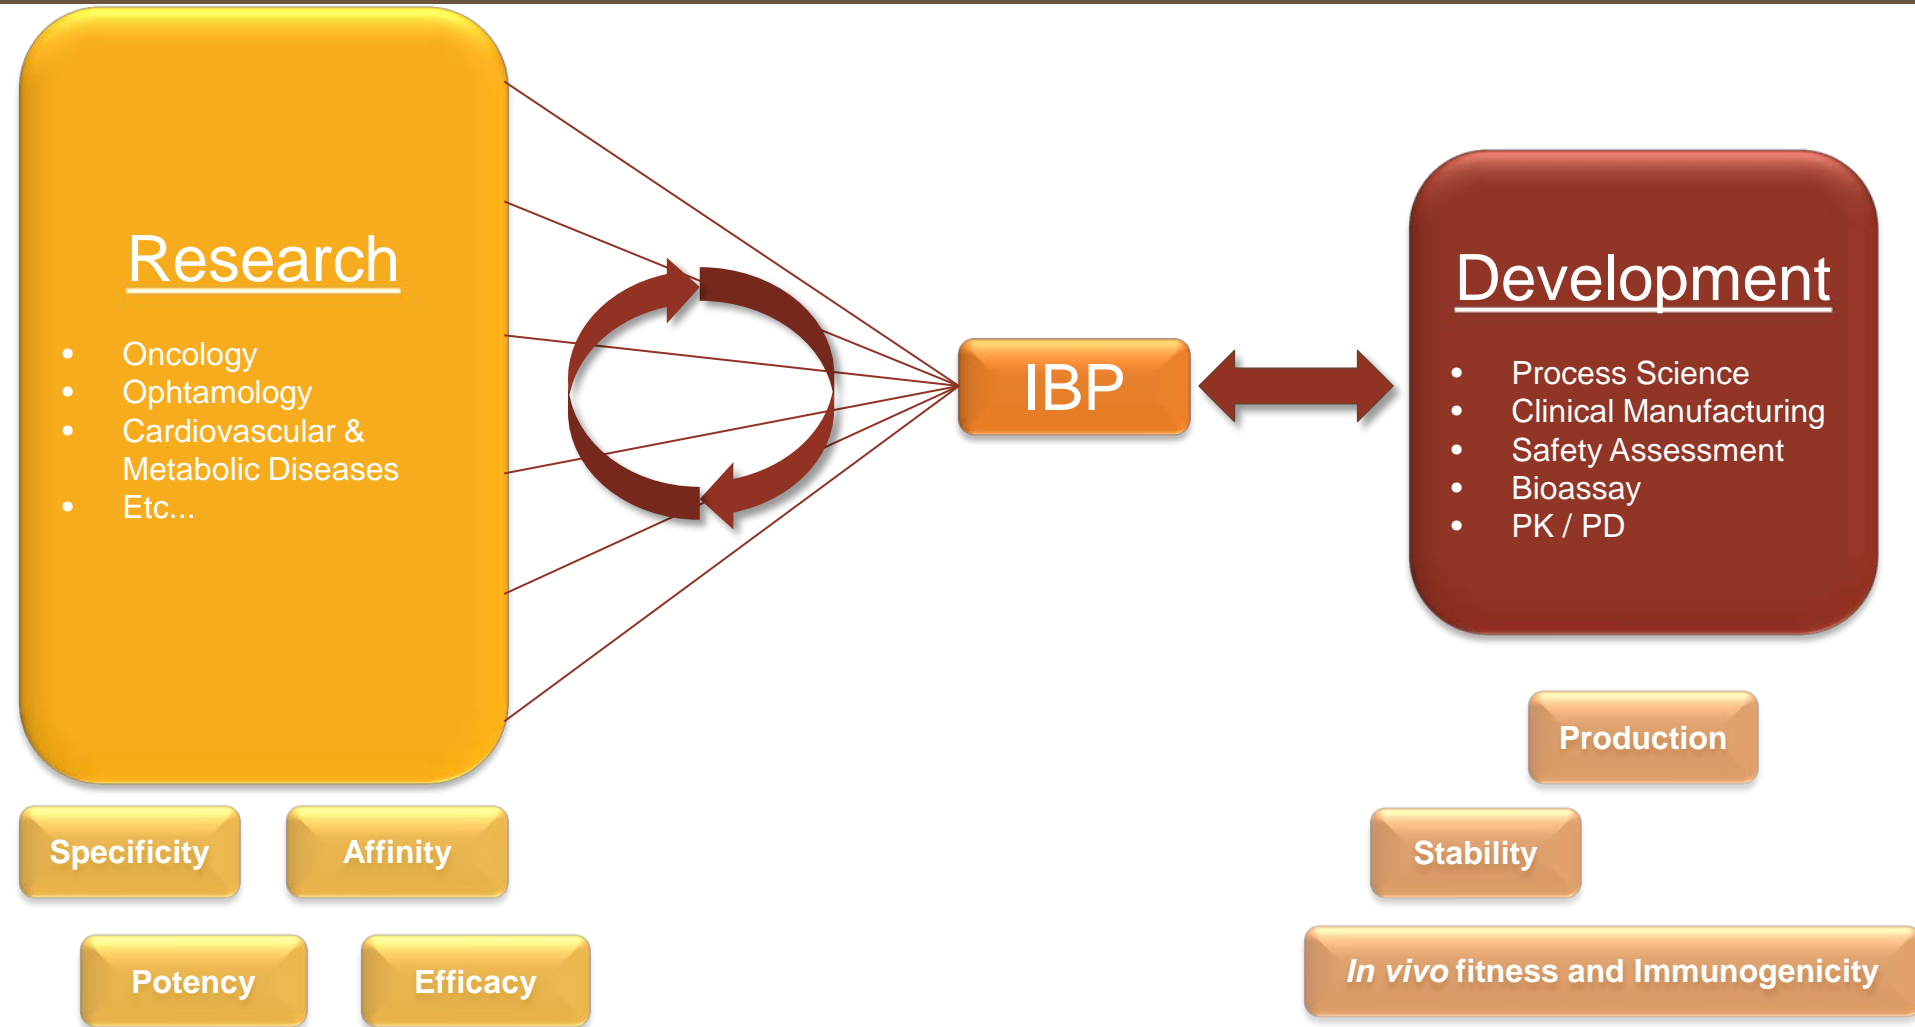 Research
• Oncology
• Ophtamology
• Cardiovascular &
Metabolic Diseases
• Etc...
IBP
Development
• Process Science
• Clinical Manufacturing
• Safety Assessment
• Bioassay
• PK / PD
Specificity
Affinity
Potency
Efficacy
Production
Stability
In vivo fitness and Immunogenicity